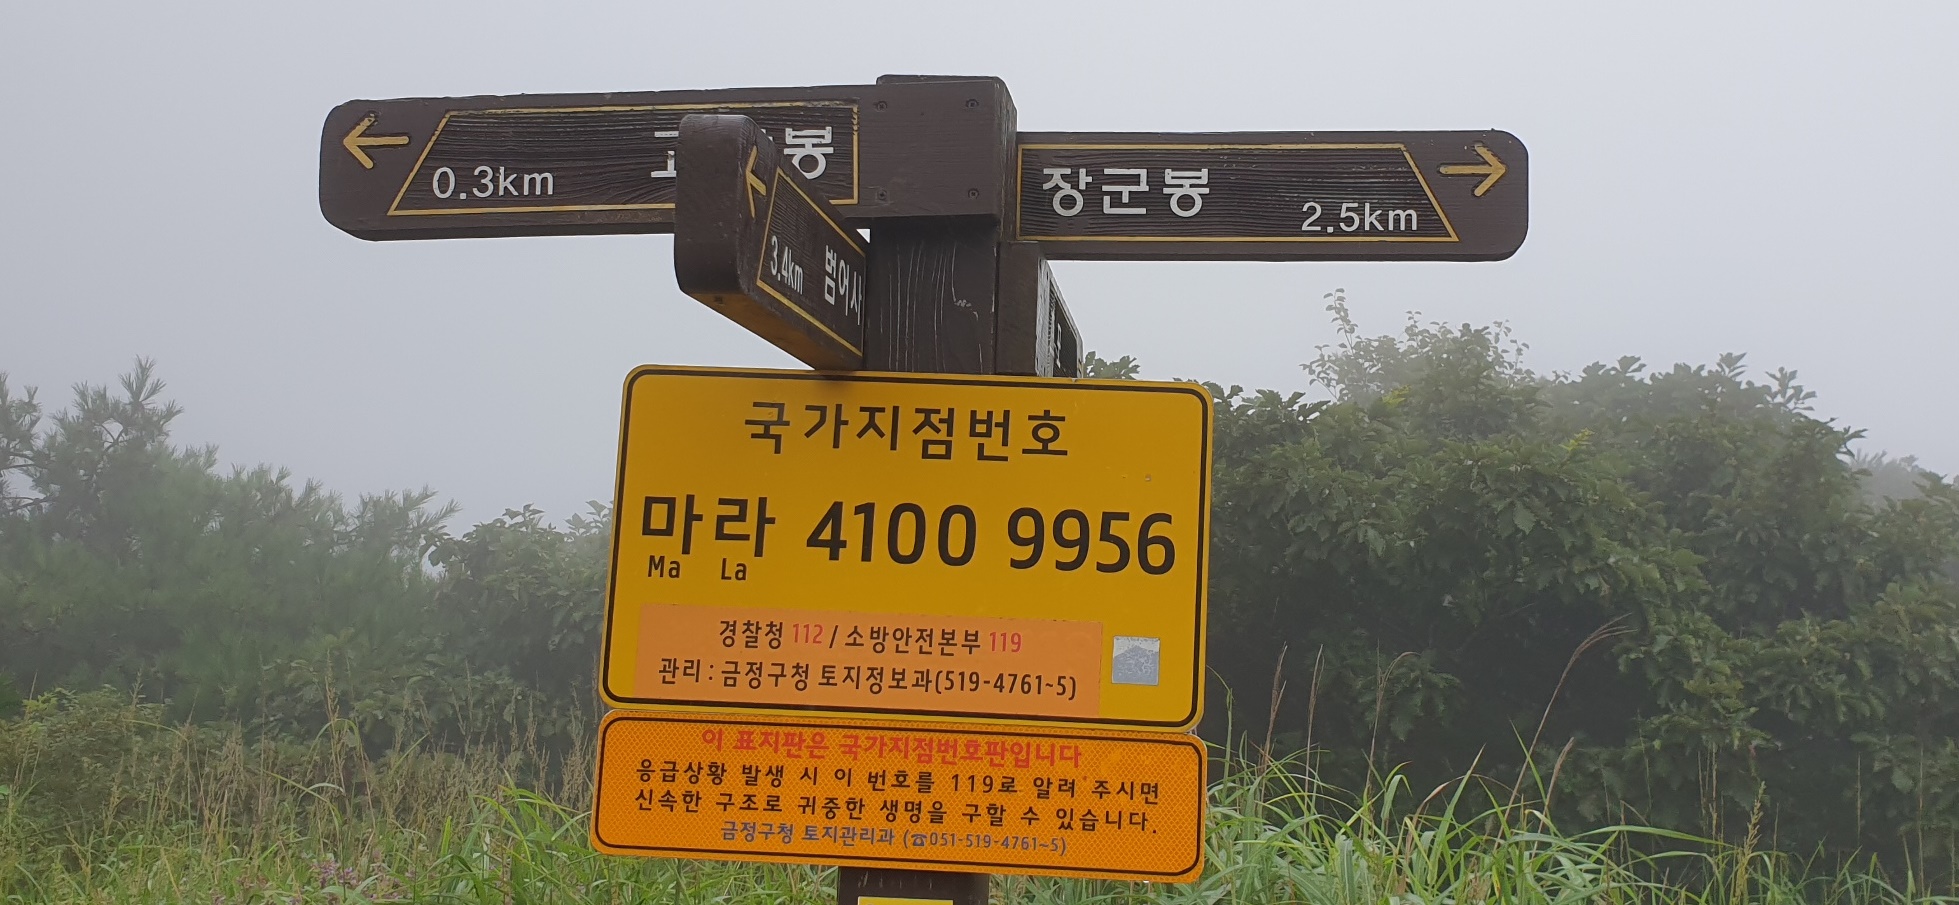 0.3km 봉
장군봉 2.5km
3.4km 범어사
국가지점번호
마라 4100 9956
Ma La
경찰청 112 / 소방안전본부 119
관리 : 금정구청 토지정보과(519-4761~5)
이 표지판은 국가지점번호판입니다
응급상황 발생 시 이 번호를 119로 알려 주시면
신속한 구조로 귀중한 생명을 구할 수 있습니다.
금정구청 토지관리과 (☎051-519-4761~5)